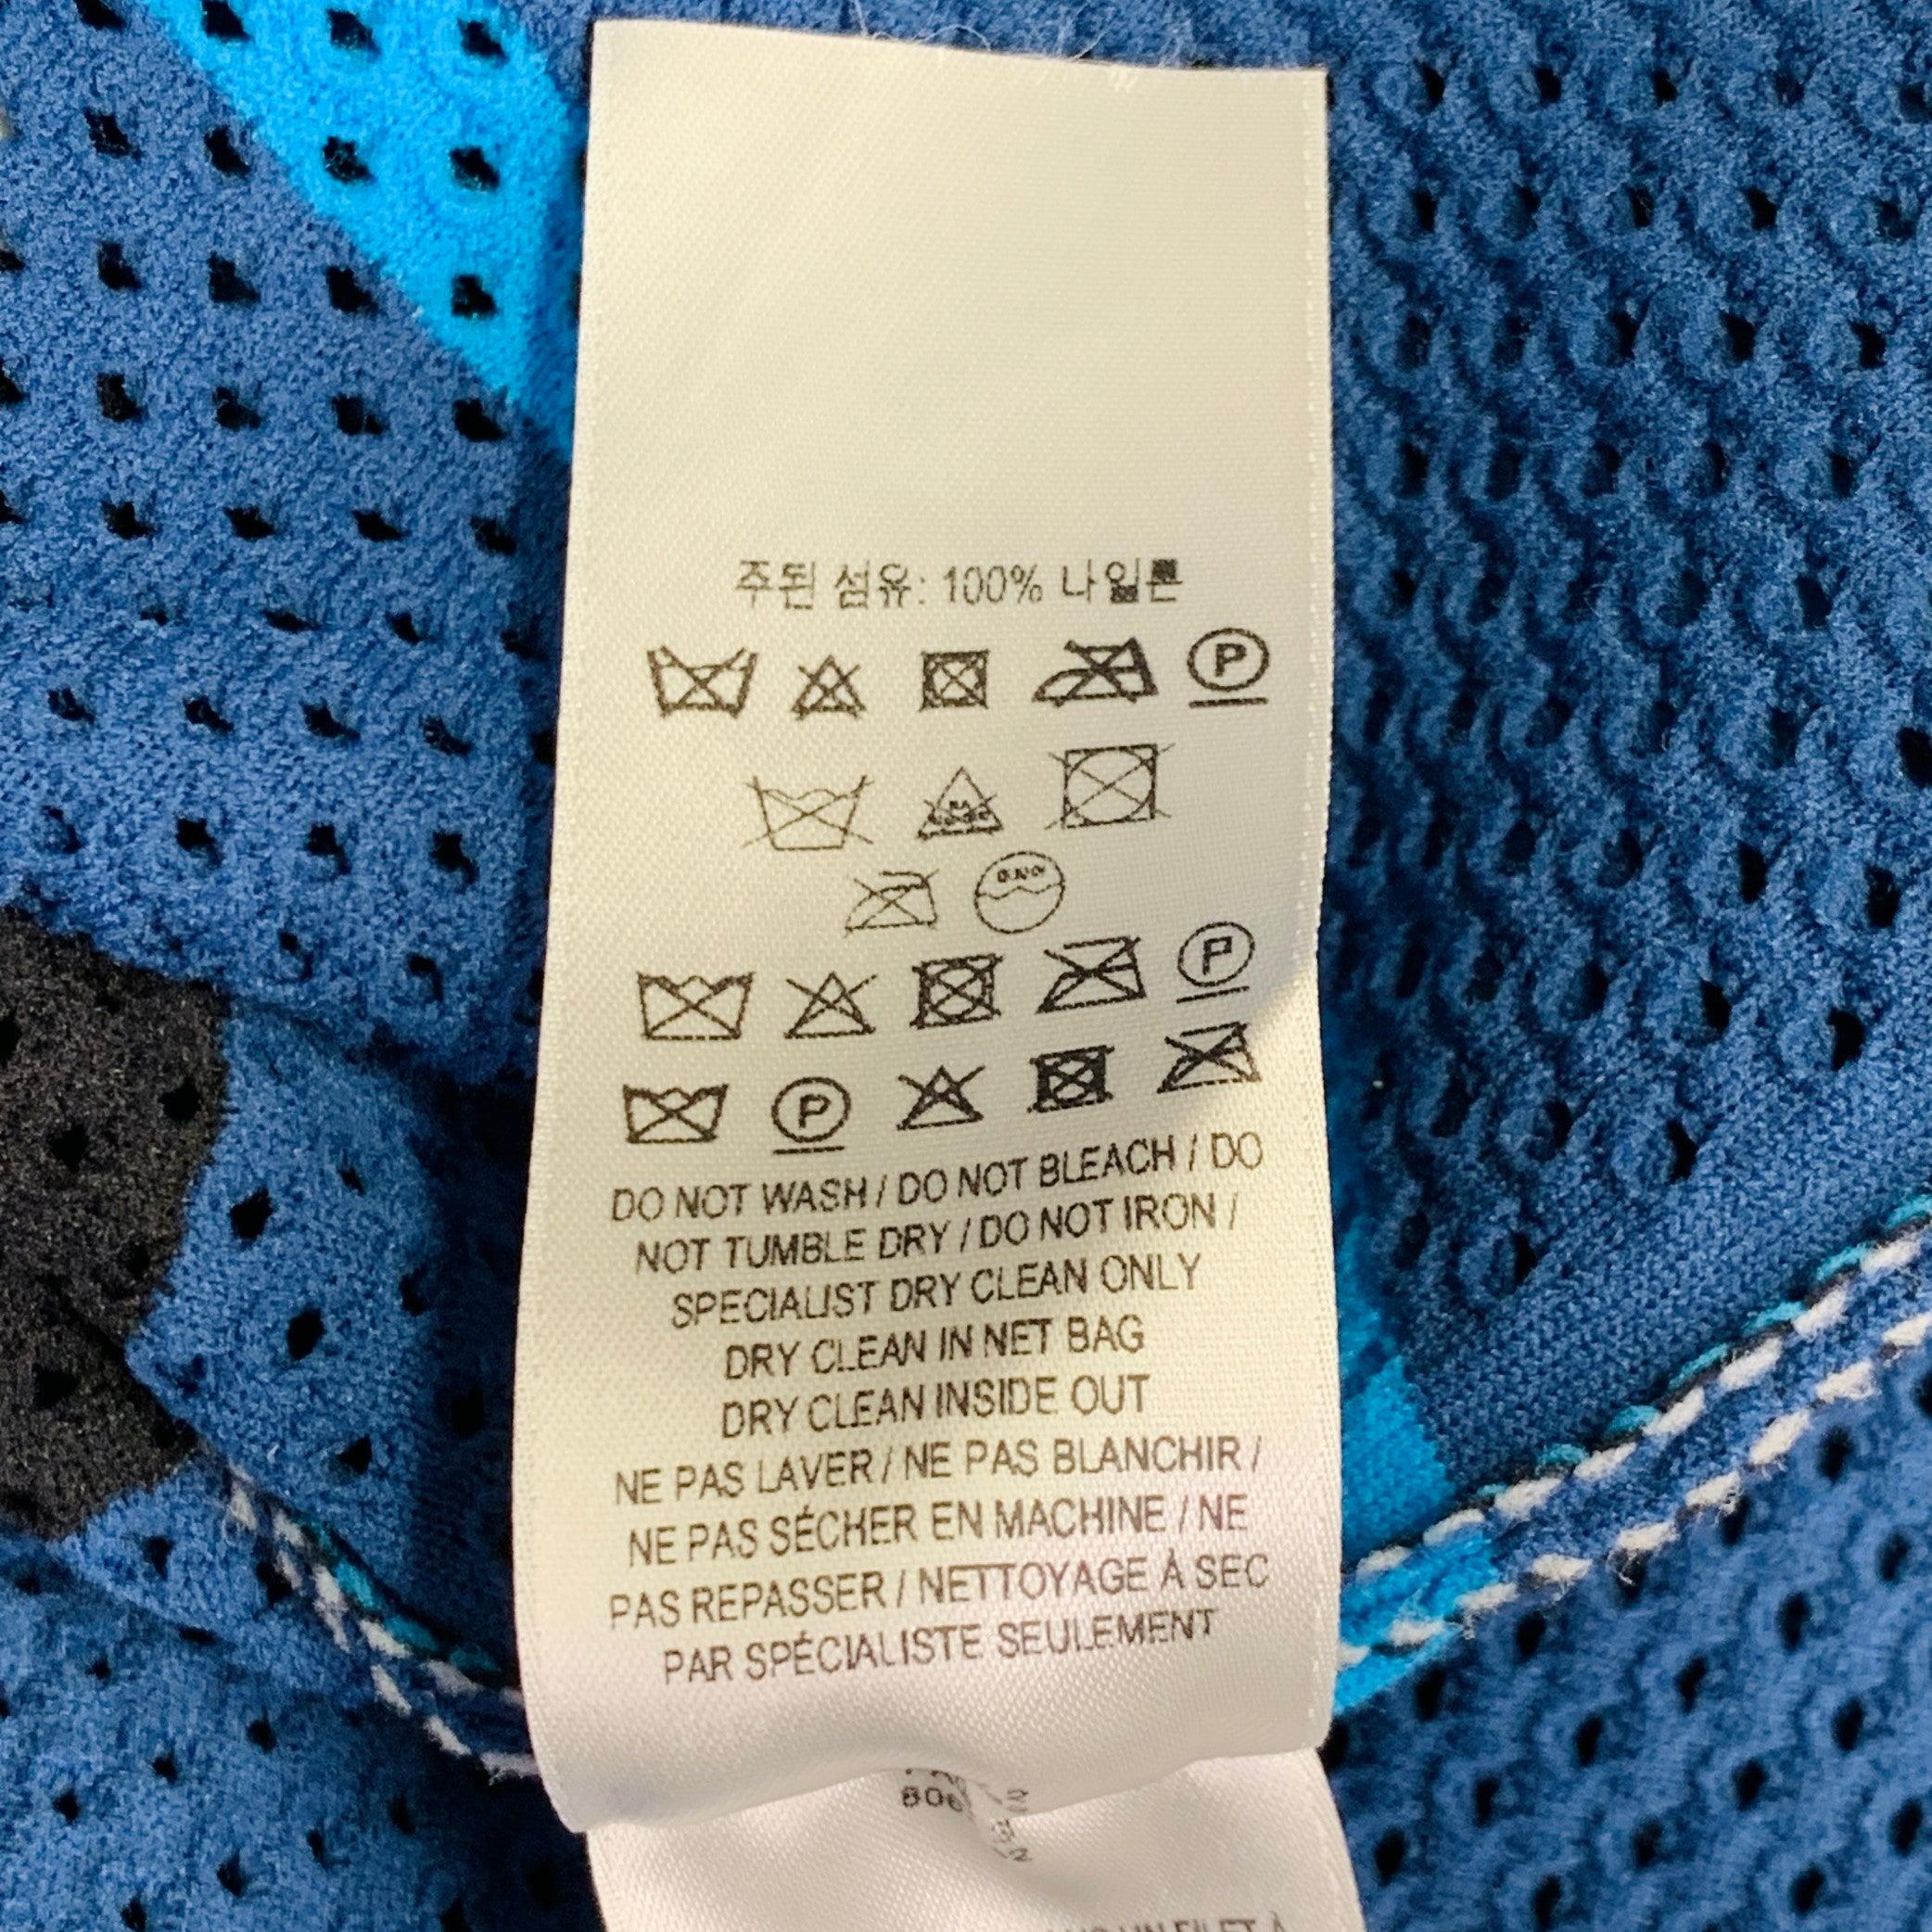 주된 섬유: 100% 나일론
P
P
P
DO NOT WASH / DO NOT BLEACH / DO
NOT TUMBLE DRY / DO NOT IRON /
SPECIALIST DRY CLEAN ONLY
DRY CLEAN IN NET BAG
DRY CLEAN INSIDE OUT
NE PAS LAVER / NE PAS BLANCHIR /
NE PAS SÉCHER EN MACHINE / NE
PAS REPASSER / NETTOYAGE À SEC
PAR SPÉCIALISTE SEULEMENT
UN FILET À